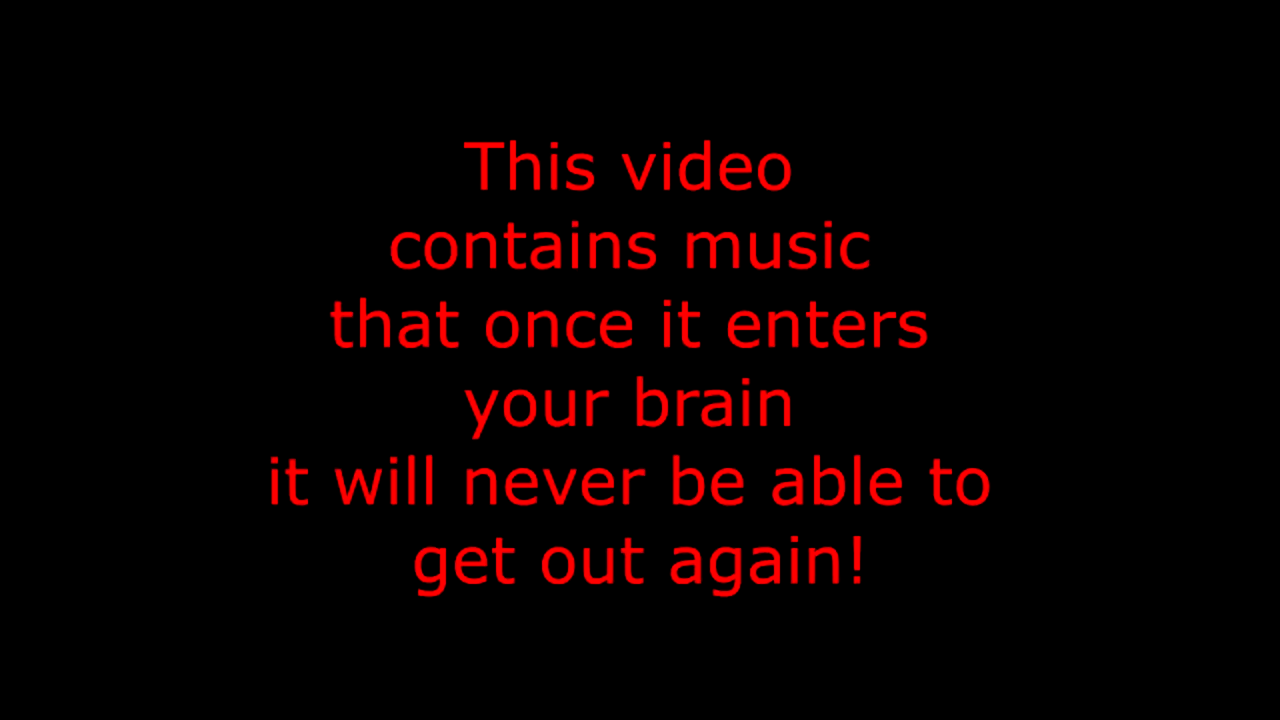 This video
contains music
that once it enters
your brain
it will never be able to
get out again!